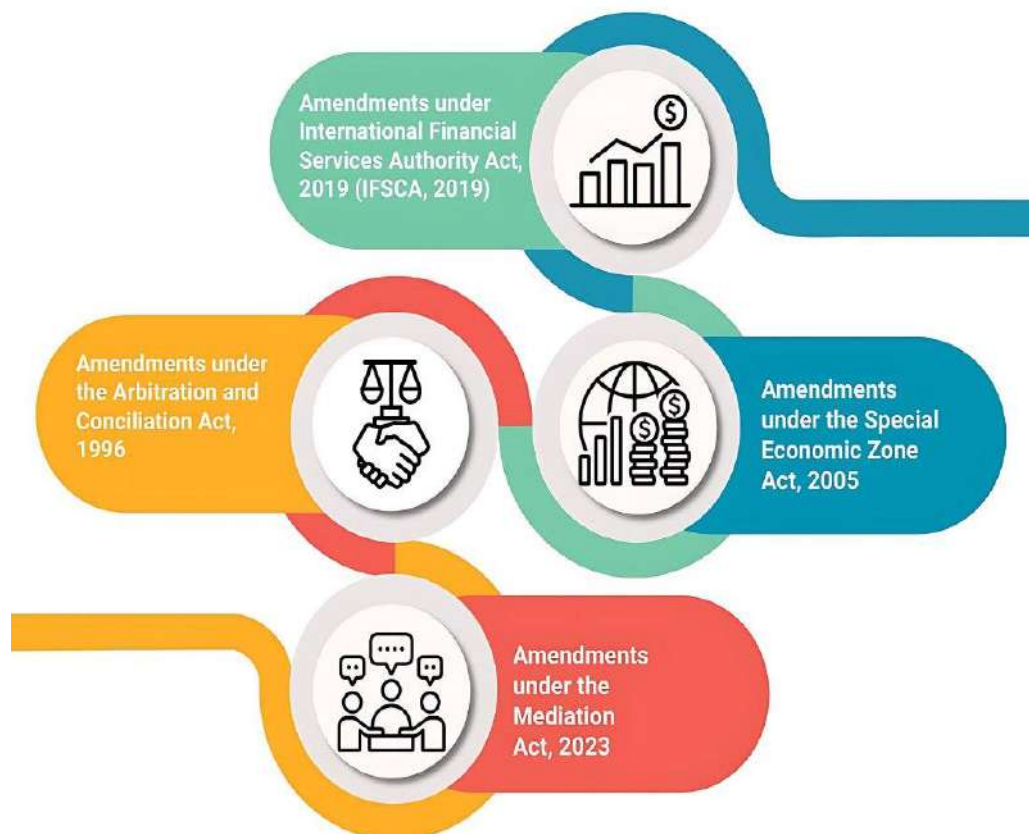 Amendments under
International Financial
Services Authority Act,
2019 (IFSCA, 2019)
Amendments under
the Arbitration and
Conciliation Act,
1996
Amendments
under the Special
Economic Zone
Act, 2005
Amendments
under the
Mediation
Act, 2023